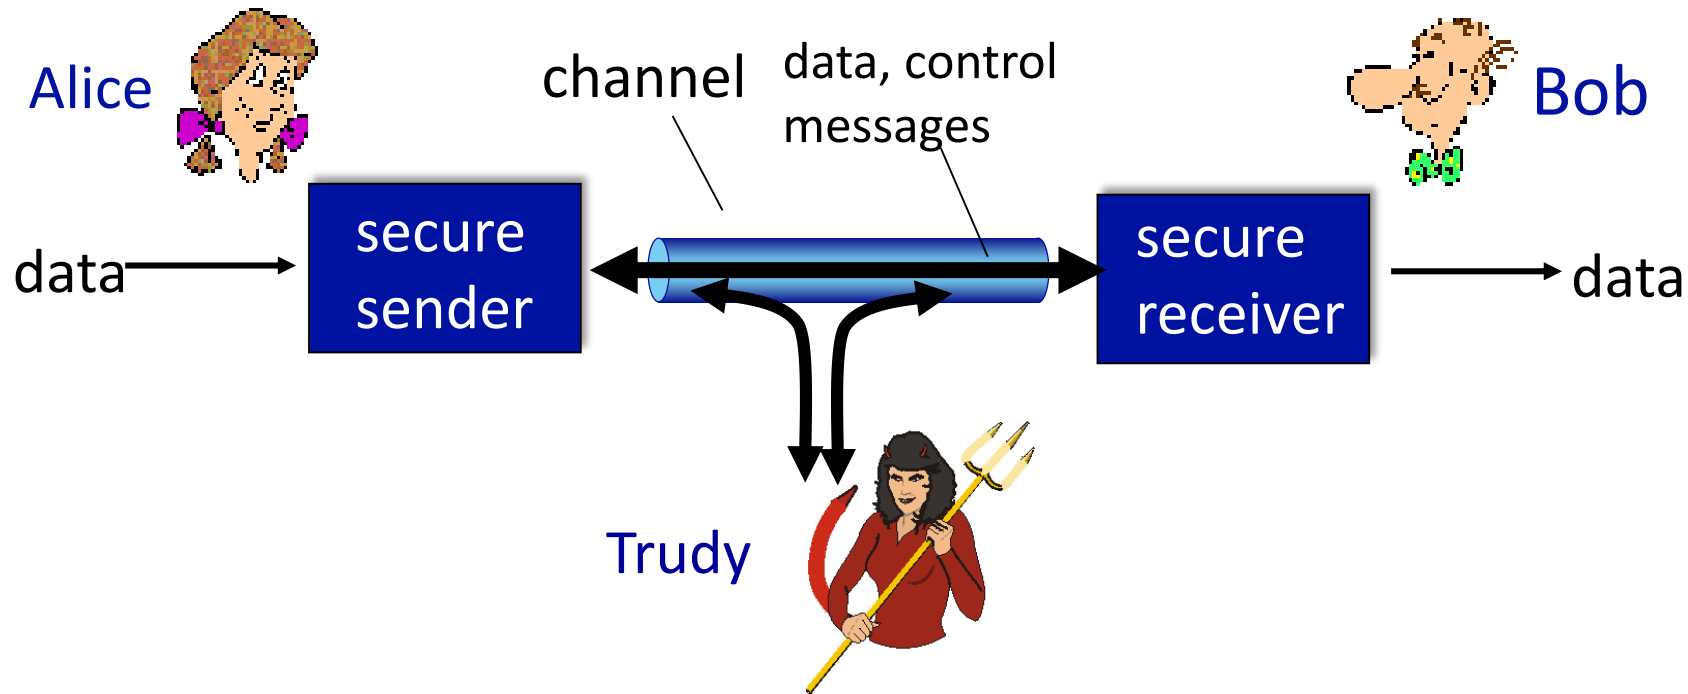 Alice
channel
data, control
messages
Bob
data
secure
sender
secure
receiver
data
Trudy